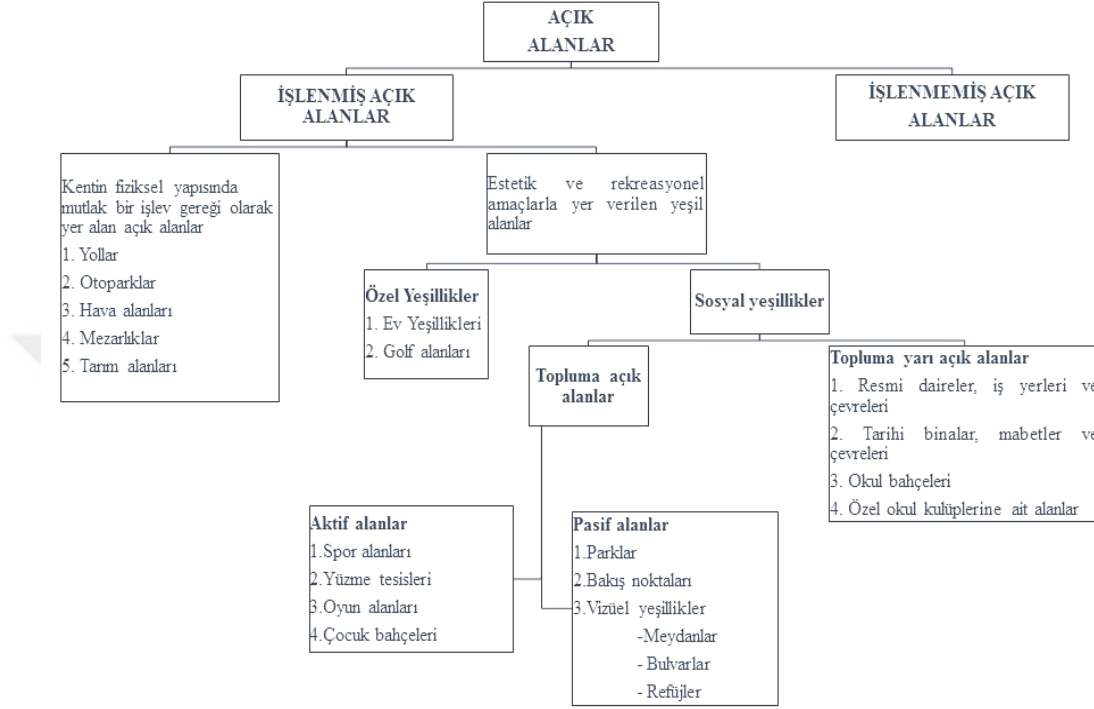 AÇIK
ALANLAR
İŞLENMİŞ AÇIK
ALANLAR
İŞLENMEMİŞ AÇIK
ALANLAR
Kentin fiziksel yapısında
mutlak bir işlev gereği olarak
yer alan açık alanlar
1. Yollar
2. Otoparklar
3. Hava alanları
4. Mezarlıklar
5. Tarım alanları
Estetik ve rekreasyonel
amaçlarla yer verilen yeşil
alanlar
Özel Yeşillikler
1. Ev Yeşillikleri
2. Golf alanları
Sosyal yeşillikler
Topluma açık
alanlar
Topluma yarı açık alanlar
1. Resmi daireler, iş yerleri ve
çevreleri
2. Tarihi binalar, mabetler ve
çevreleri
3. Okul bahçeleri
4. Özel okul kulüplerine ait alanlar
Aktif alanlar
1.Spor alanları
2.Yüzme tesisleri
3.Oyun alanları
4.Çocuk bahçeleri
Pasif alanlar
1.Parklar
2.Bakış noktaları
3.Vizüel yeşillikler
-Meydanlar
- Bulvarlar
- Refüjler